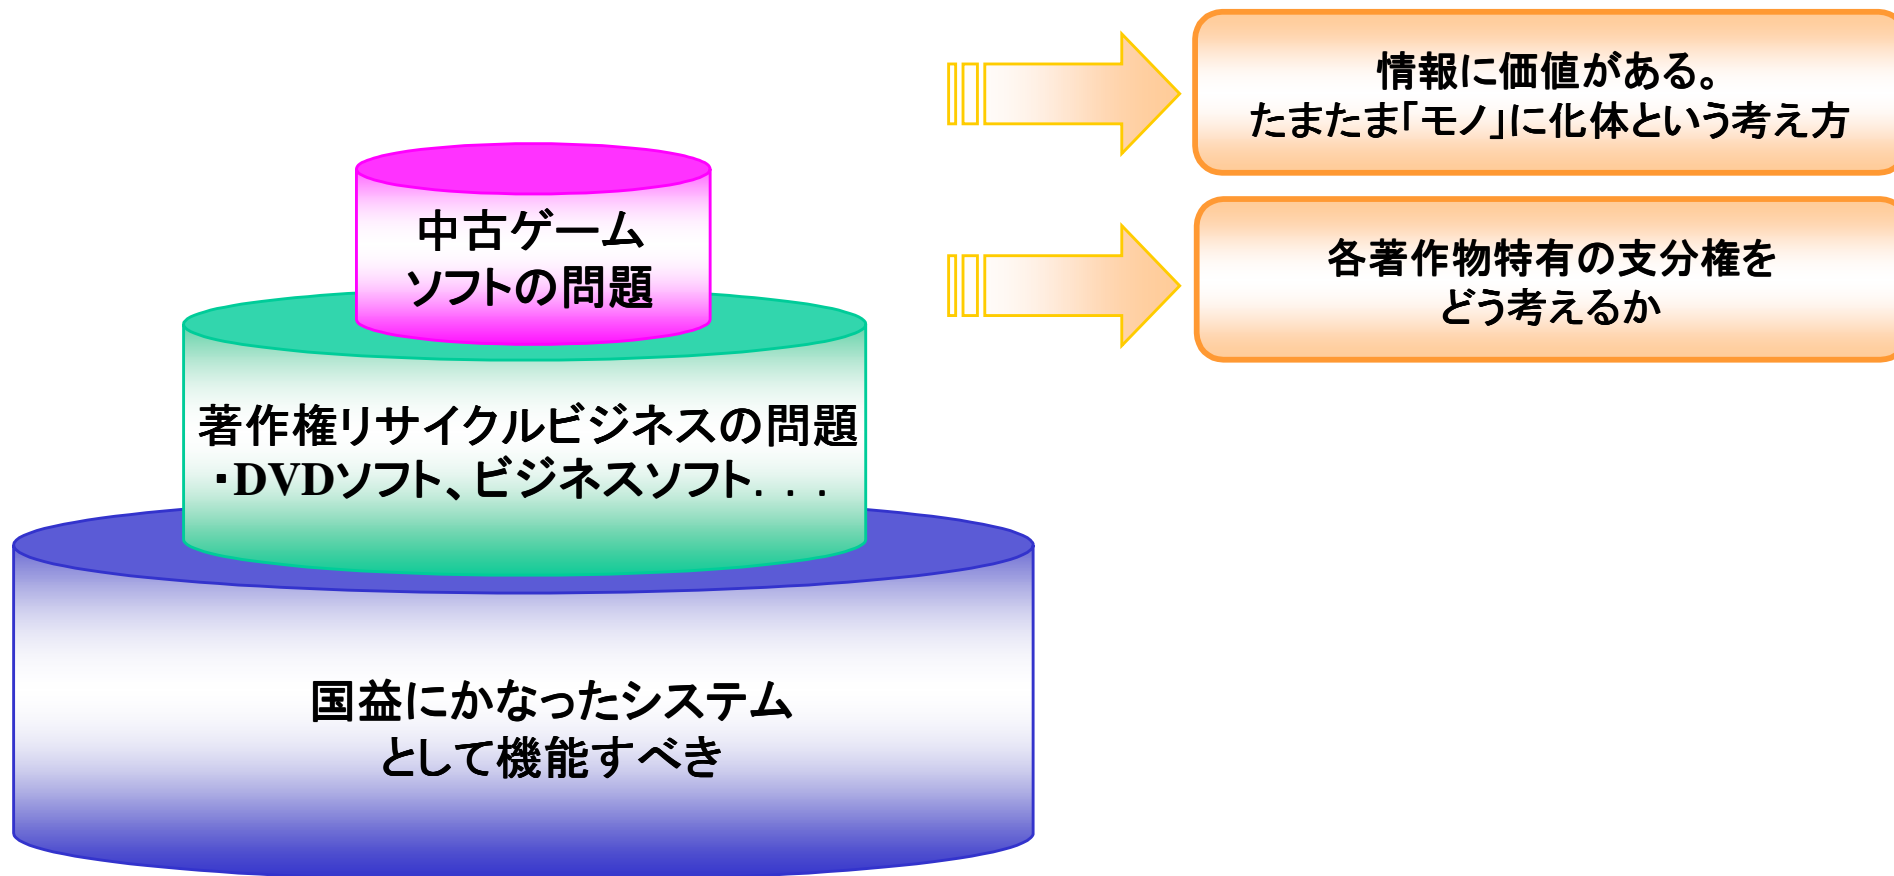 情報に価値がある。
たまたま「モノ」に化体という考え方
各著作物特有の支分権を
どう考えるか
中古ゲーム
ソフトの問題
著作権リサイクルビジネスの問題
・DVDソフト、ビジネスソフト．．．
国益にかなったシステム
として機能すべき